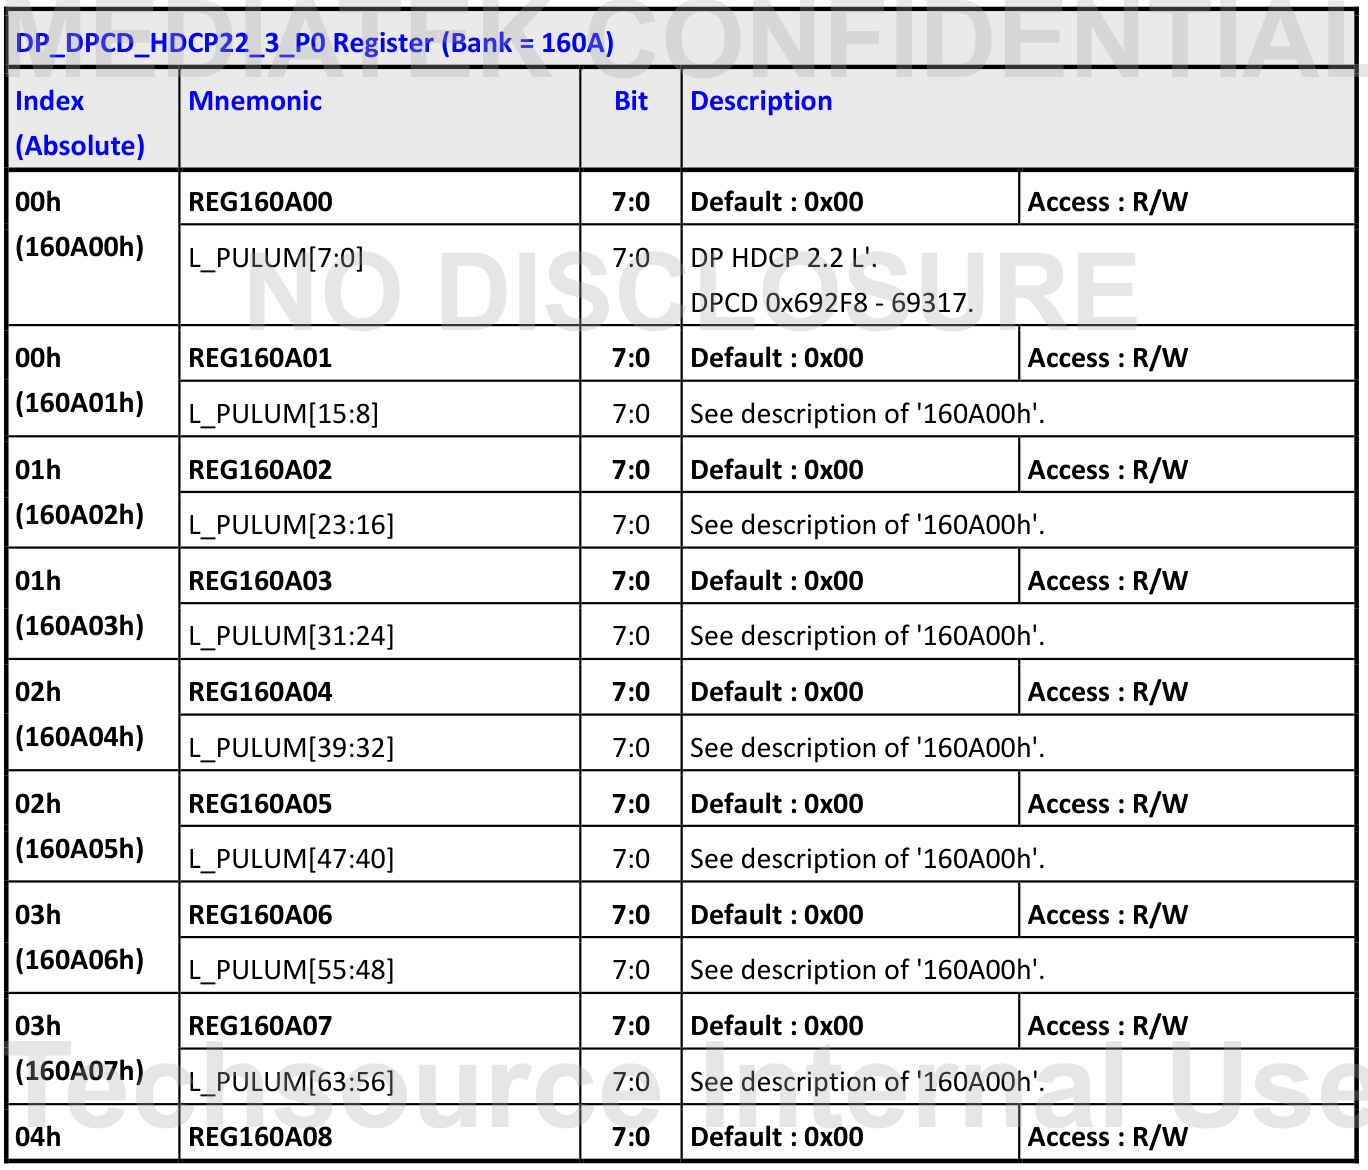 MEDIATEK CONFIDENTIAL
DP_DPCD_HDCP22_3_P0 Register (Bank = 160A)
Index (Absolute) Mnemonic Bit Description
00h (160A00h) REG160A00 7:0 Default : 0x00 Access : R/W
L_PULUM[7:0] 7:0 DP HDCP 2.2 L'.
DPCD 0x692F8 - 69317.
NO DISCLOSURE
00h (160A01h) REG160A01 7:0 Default : 0x00 Access : R/W
L_PULUM[15:8] 7:0 See description of '160A00h'.
01h (160A02h) REG160A02 7:0 Default : 0x00 Access : R/W
L_PULUM[23:16] 7:0 See description of '160A00h'.
01h (160A03h) REG160A03 7:0 Default : 0x00 Access : R/W
L_PULUM[31:24] 7:0 See description of '160A00h'.
02h (160A04h) REG160A04 7:0 Default : 0x00 Access : R/W
L_PULUM[39:32] 7:0 See description of '160A00h'.
02h (160A05h) REG160A05 7:0 Default : 0x00 Access : R/W
L_PULUM[47:40] 7:0 See description of '160A00h'.
03h (160A06h) REG160A06 7:0 Default : 0x00 Access : R/W
L_PULUM[55:48] 7:0 See description of '160A00h'.
03h (160A07h) REG160A07 7:0 Default : 0x00 Access : R/W
L_PULUM[63:56] 7:0 See description of '160A00h'.
Techsource Internal Use
04h REG160A08 7:0 Default : 0x00 Access : R/W